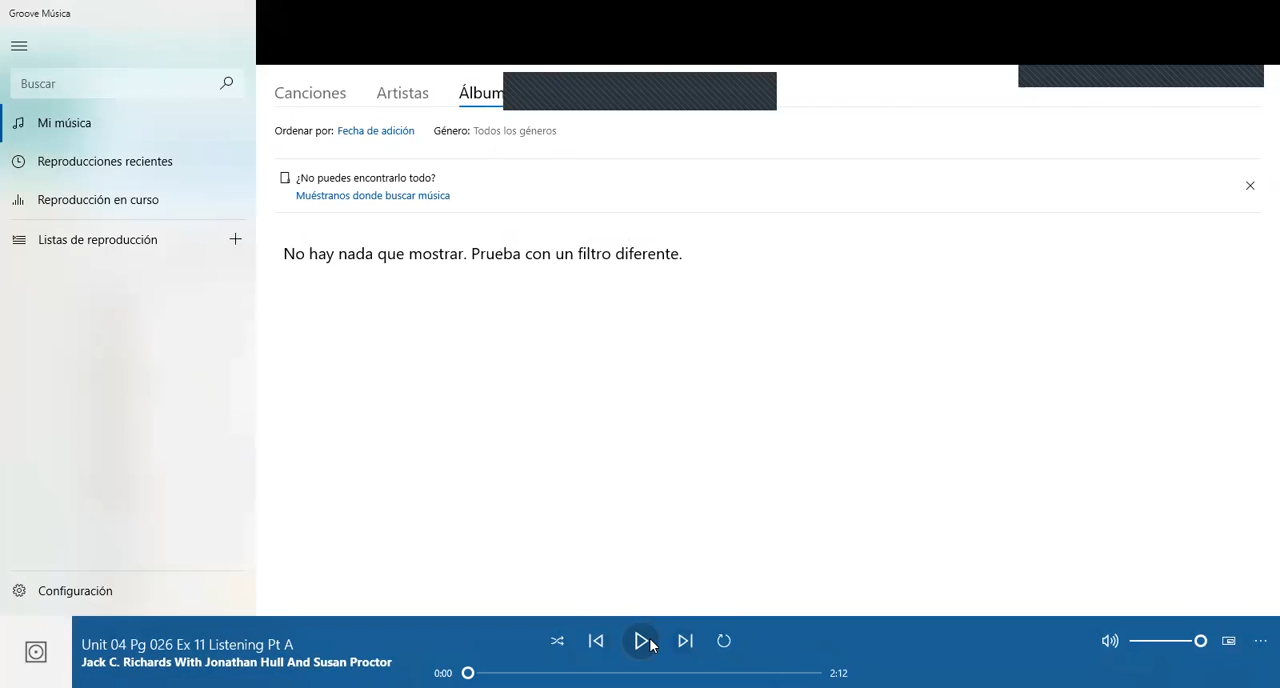 Groove Música
Buscar
Mi música
Reproducciones recientes
Reproducción en curso
Listas de reproducción
Configuración
Canciones Artistas Álbum
Ordenar por: Fecha de adición Género: Todos los géneros
¿No puedes encontrarlo todo?
Muéstranos donde buscar música
No hay nada que mostrar. Prueba con un filtro diferente.
Unit 04 Pg 026 Ex 11 Listening Pt A
Jack C. Richards With Jonathan Hull And Susan Proctor
0:00 2:12